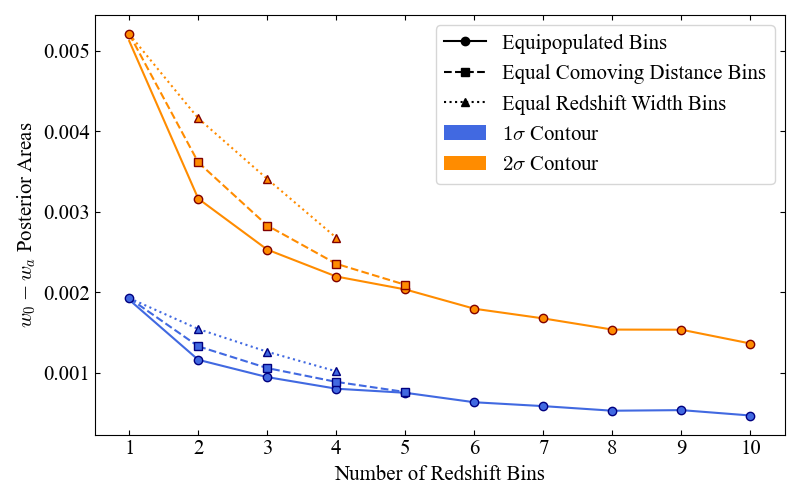 Equipopulated Bins
Equal Comoving Distance Bins
Equal Redshift Width Bins
1σ Contour
2σ Contour
w₀ − wₐ Posterior Areas
0.005
0.004
0.003
0.002
0.001
1 2 3 4 5 6 7 8 9 10
Number of Redshift Bins